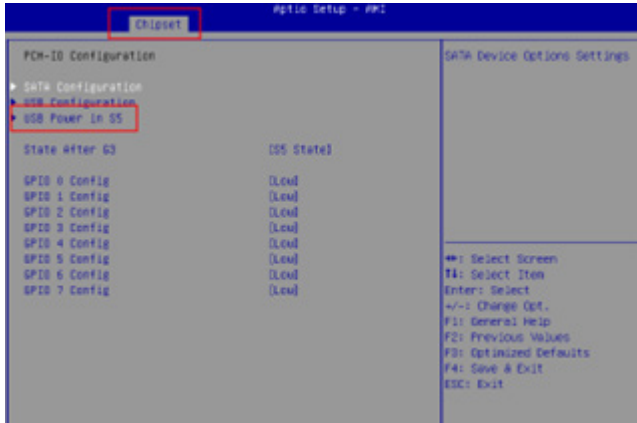 Aptio Setup - AMI
Chipset
PCH-IO Configuration
SATA Configuration
USB Configuration
USB Power in S5
State After G3 [S5 State]
GPIO 0 Config [Low]
GPIO 1 Config [Low]
GPIO 2 Config [Low]
GPIO 3 Config [Low]
GPIO 4 Config [Low]
GPIO 5 Config [Low]
GPIO 6 Config [Low]
GPIO 7 Config [Low]
SATA Device Options Settings
: Select Screen
↑↓: Select Item
Enter: Select
+/-: Change Opt.
F1: General Help
F2: Previous Values
F3: Optimized Defaults
F4: Save & Exit
ESC: Exit